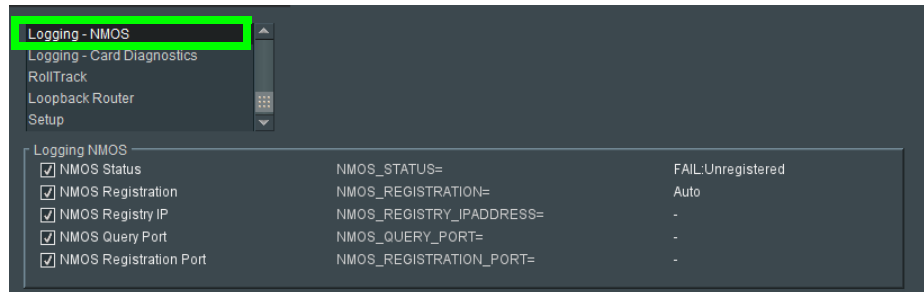 Logging - NMOS
Logging - Card Diagnostics
RollTrack
Loopback Router
Setup
Logging NMOS
NMOS Status NMOS_STATUS= FAIL:Unregistered
NMOS Registration NMOS_REGISTRATION= Auto
NMOS Registry IP NMOS_REGISTRY_IPADDRESS= -
NMOS Query Port NMOS_QUERY_PORT= -
NMOS Registration Port NMOS_REGISTRATION_PORT= -